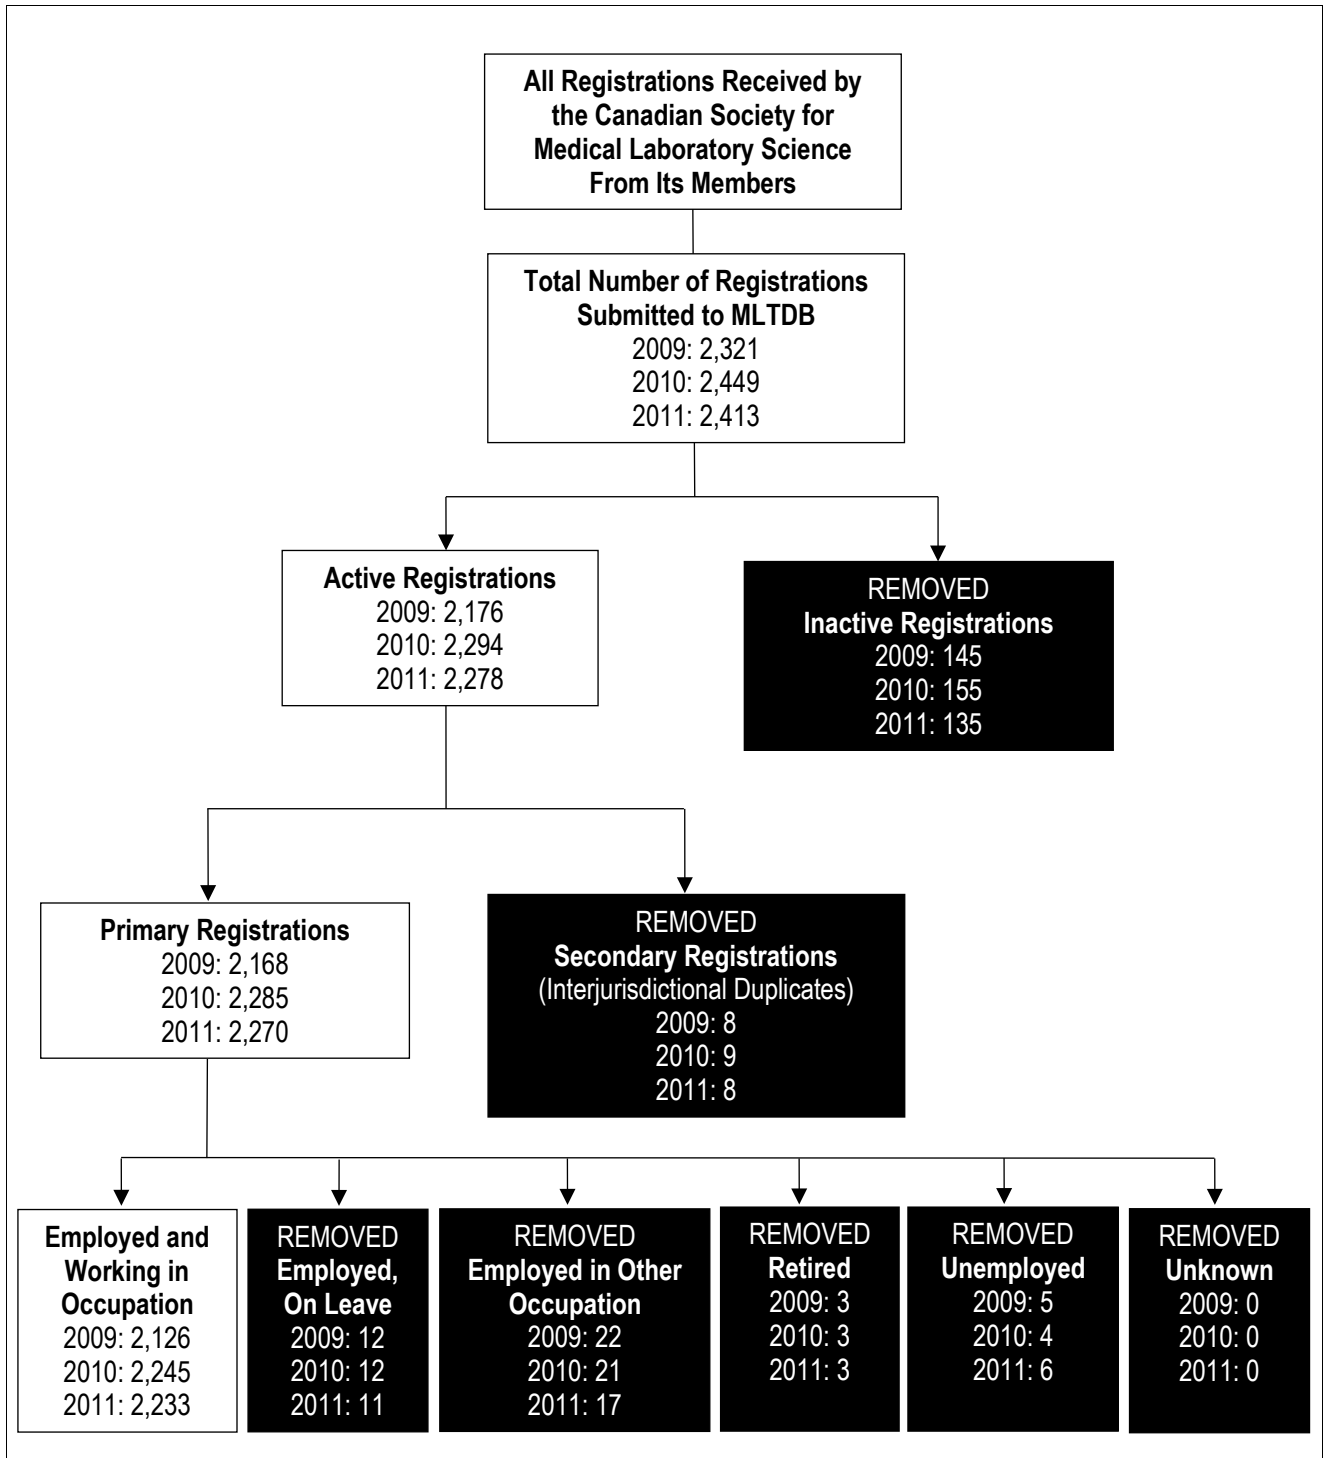 All Registrations Received by
the Canadian Society for
Medical Laboratory Science
From Its Members
Total Number of Registrations
Submitted to MLTDB
2009: 2,321
2010: 2,449
2011: 2,413
Active Registrations
2009: 2,176
2010: 2,294
2011: 2,278
REMOVED
Inactive Registrations
2009: 145
2010: 155
2011: 135
Primary Registrations
2009: 2,168
2010: 2,285
2011: 2,270
REMOVED
Secondary Registrations
(Interjurisdictional Duplicates)
2009: 8
2010: 9
2011: 8
Employed and
Working in
Occupation
2009: 2,126
2010: 2,245
2011: 2,233
REMOVED
Employed,
On Leave
2009: 12
2010: 12
2011: 11
REMOVED
Employed in Other
Occupation
2009: 22
2010: 21
2011: 17
REMOVED
Retired
2009: 3
2010: 3
2011: 3
REMOVED
Unemployed
2009: 5
2010: 4
2011: 6
REMOVED
Unknown
2009: 0
2010: 0
2011: 0